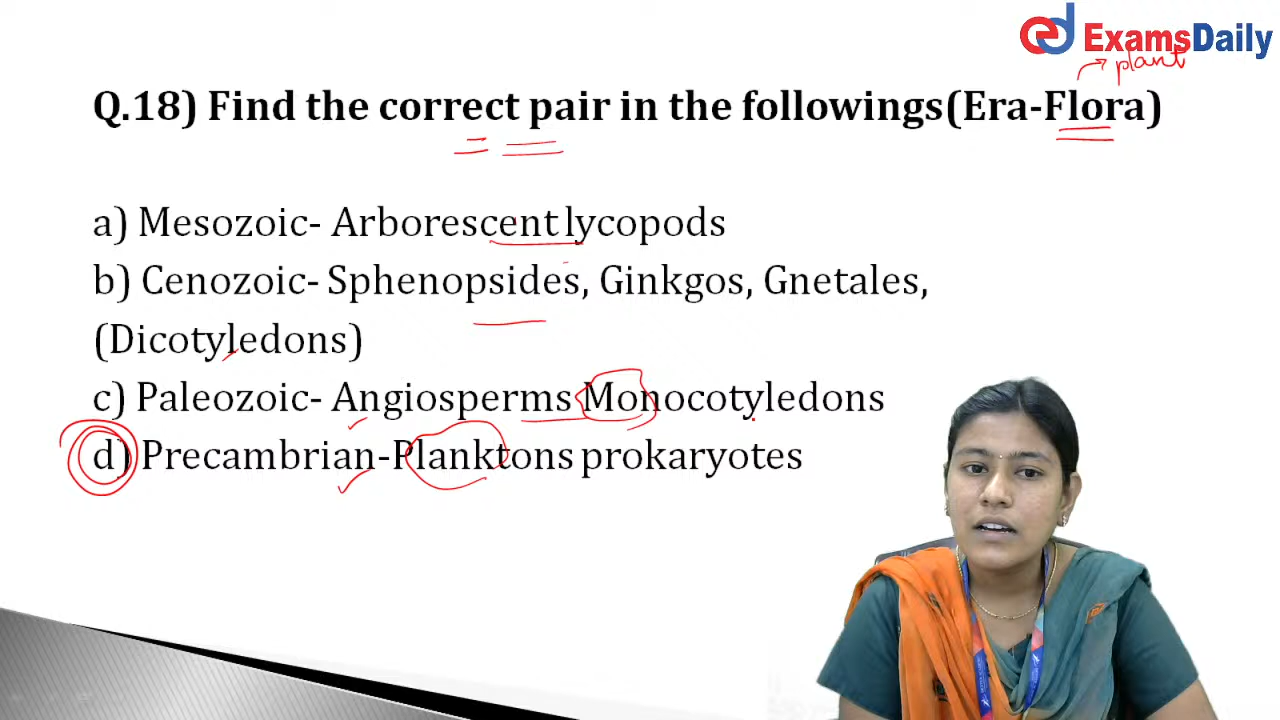 ExamsDaily
plant
Q.18) Find the correct pair in the followings(Era-Flora)
a) Mesozoic- Arborescent lycopods
b) Cenozoic- Sphenopsides, Ginkgos, Gnetales,
(Dicotyledons)
c) Paleozoic- Angiosperms Monocotyledons
d) Precambrian-Planktons prokaryotes